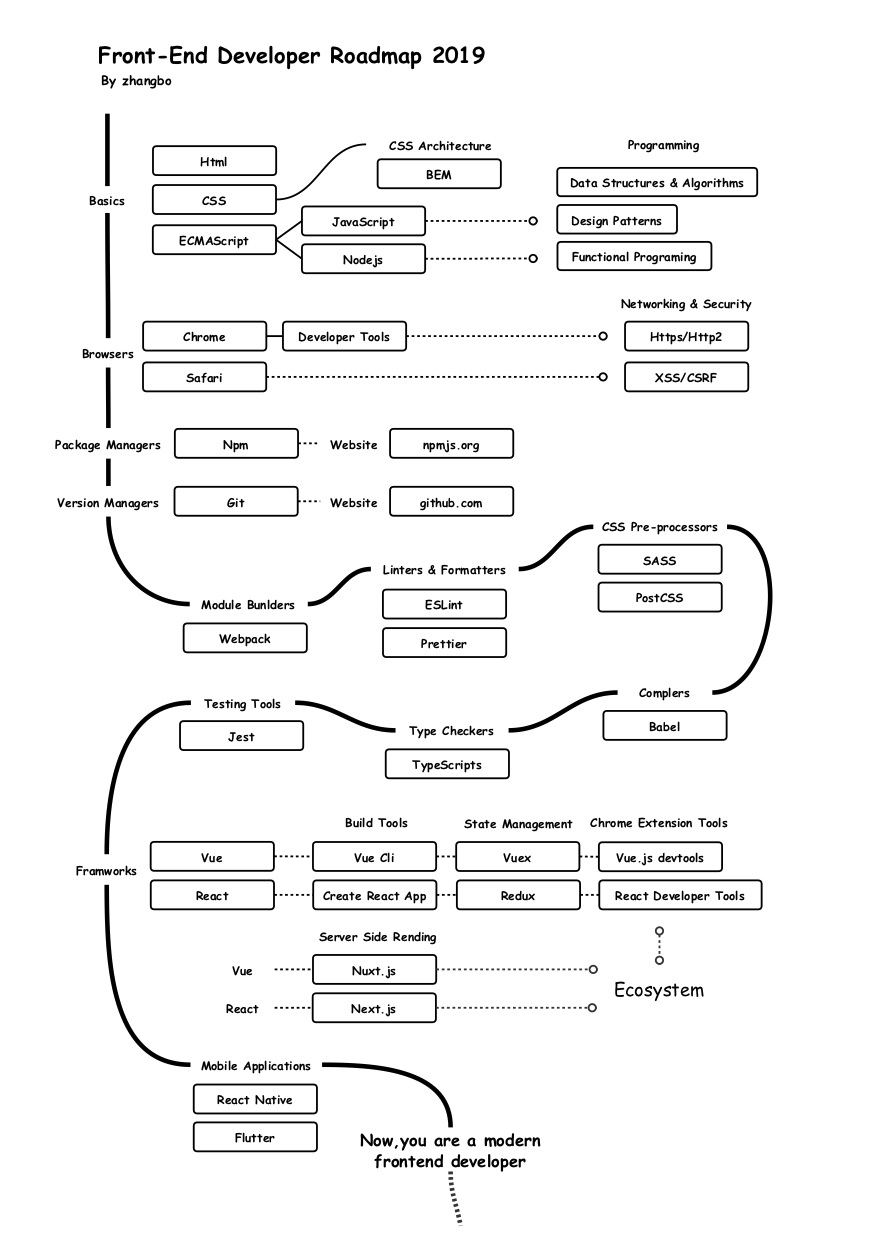 Front-End Developer Roadmap 2019
By zhangbo
Basics
Html
CSS
ECMAScript
CSS Architecture
BEM
JavaScript
Nodejs
Programming
Data Structures & Algorithms
Design Patterns
Functional Programing
Browsers
Chrome
Developer Tools
Safari
Networking & Security
Https/Http2
XSS/CSRF
Package Managers
Npm
Website
npmjs.org
Version Managers
Git
Website
github.com
Module Bunlders
Webpack
Linters & Formatters
ESLint
Prettier
CSS Pre-processors
SASS
PostCSS
Complers
Babel
Type Checkers
TypeScripts
Testing Tools
Jest
Framworks
Build Tools
State Management
Chrome Extension Tools
Vue
Vue Cli
Vuex
Vue.js devtools
React
Create React App
Redux
React Developer Tools
Server Side Rending
Vue
Nuxt.js
React
Next.js
Ecosystem
Mobile Applications
React Native
Flutter
Now,you are a modern
frontend developer